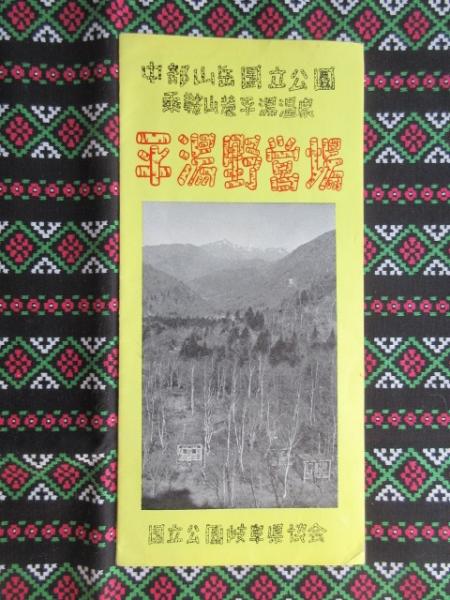 中部山岳国立公園
乗鞍山麓平湯温泉
平湯野営場
国立公園岐阜県協会